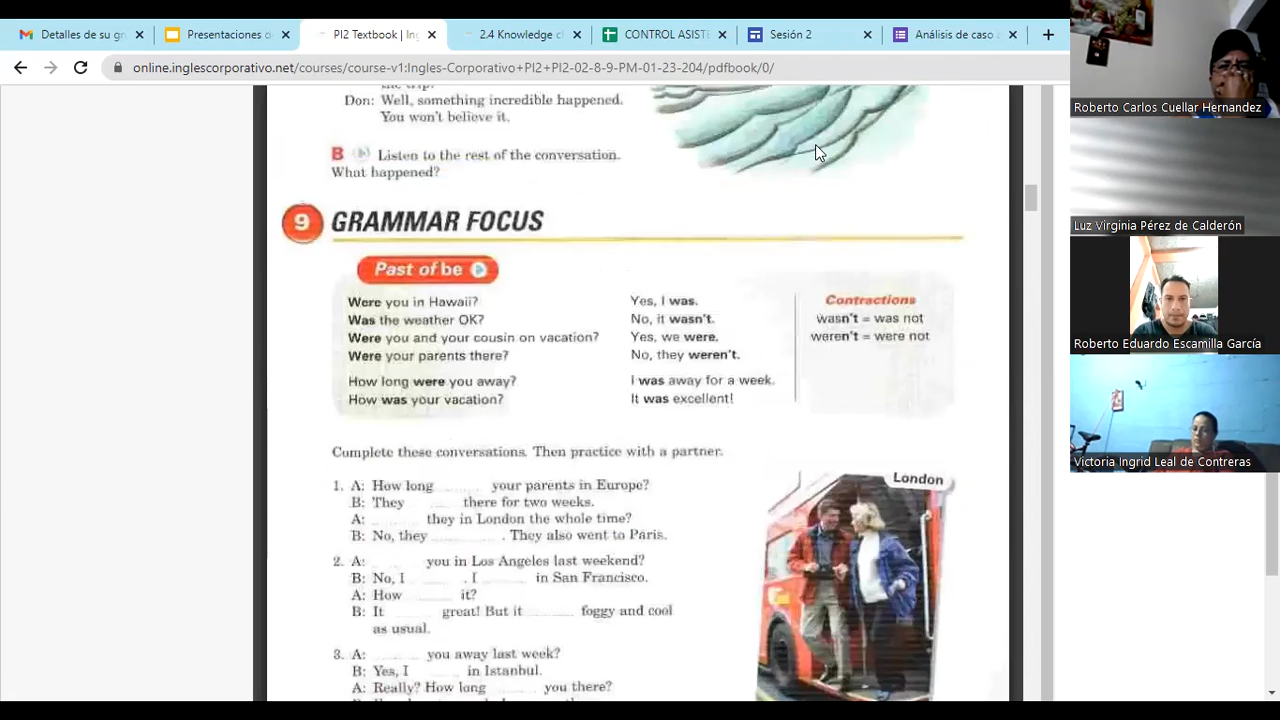 Detalles de su gr
Presentaciones d
PI2 Textbook | Ing
2.4 Knowledge c
CONTROL ASIST
Sesión 2
Análisis de caso
online.inglescorporativo.net/courses/course-v1:Ingles-Corporativo+PI2+PI2-02-8-9-PM-01-23-204/pdfbook/0/
the trip?
Don: Well, something incredible happened.
You won't believe it.
B Listen to the rest of the conversation.
What happened?
9 GRAMMAR FOCUS
Past of be
Were you in Hawaii? Yes, I was.
Was the weather OK? No, it wasn't.
Were you and your cousin on vacation? Yes, we were.
Were your parents there? No, they weren't.
How long were you away? I was away for a week.
How was your vacation? It was excellent!
Contractions
wasn't = was not
weren't = were not
Complete these conversations. Then practice with a partner.
1. A: How long your parents in Europe?
B: They there for two weeks.
A: they in London the whole time?
B: No, they . They also went to Paris.
2. A: you in Los Angeles last weekend?
B: No, I . I in San Francisco.
A: How it?
B: It great! But it foggy and cool
as usual.
3. A: you away last week?
B: Yes, I in Istanbul.
A: Really? How long you there?
London
Roberto Carlos Cuellar Hernandez
Luz Virginia Pérez de Calderón
Roberto Eduardo Escamilla García
Victoria Ingrid Leal de Contreras